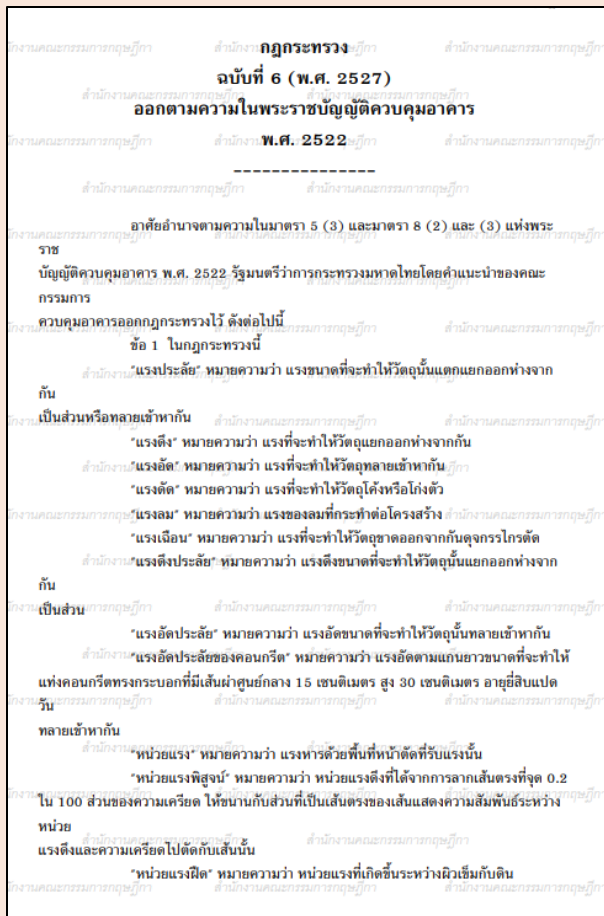 กฎกระทรวง
ฉบับที่ 6 (พ.ศ. 2527)
ออกตามความในพระราชบัญญัติควบคุมอาคาร
พ.ศ. 2522
---------------
อาศัยอำนาจตามความในมาตรา 5 (3) และมาตรา 8 (2) และ (3) แห่งพระ
ราช
บัญญัติควบคุมอาคาร พ.ศ. 2522 รัฐมนตรีว่าการกระทรวงมหาดไทยโดยคำแนะนำของคณะ
กรรมการ
ควบคุมอาคารออกกฎกระทรวงไว้ ดังต่อไปนี้
ข้อ 1 ในกฎกระทรวงนี้
"แรงประลัย" หมายความว่า แรงขนาดที่จะทำให้วัตถุนั้นแตกแยกออกห่างจาก
กัน
เป็นส่วนหรือทลายเข้าหากัน
"แรงดึง" หมายความว่า แรงที่จะทำให้วัตถุแยกออกห่างจากกัน
"แรงอัด" หมายความว่า แรงที่จะทำให้วัตถุทลายเข้าหากัน
"แรงดัด" หมายความว่า แรงที่จะทำให้วัตถุโค้งหรือโก่งตัว
"แรงลม" หมายความว่า แรงของลมที่กระทำต่อโครงสร้าง
"แรงเฉือน" หมายความว่า แรงที่จะทำให้วัตถุขาดออกจากกันดุจกรรไกรตัด
"แรงดึงประลัย" หมายความว่า แรงดึงขนาดที่จะทำให้วัตถุนั้นแยกออกห่างจาก
กัน
เป็นส่วน
"แรงอัดประลัย" หมายความว่า แรงอัดขนาดที่จะทำให้วัตถุนั้นทลายเข้าหากัน
"แรงอัดประลัยของคอนกรีต" หมายความว่า แรงอัดตามแกนยาวขนาดที่จะทำให้
แท่งคอนกรีตทรงกระบอกที่มีเส้นผ่าศูนย์กลาง 15 เซนติเมตร สูง 30 เซนติเมตร อายุยี่สิบแปด
วัน
ทลายเข้าหากัน
"หน่วยแรง" หมายความว่า แรงหารด้วยพื้นที่หน้าตัดที่รับแรงนั้น
"หน่วยแรงพิสูจน์" หมายความว่า หน่วยแรงดึงที่ได้จากการลากเส้นตรงที่จุด 0.2
ใน 100 ส่วนของความเครียด ให้ขนานกับส่วนที่เป็นเส้นตรงของเส้นแสดงความสัมพันธ์ระหว่าง
หน่วย
แรงดึงและความเครียดไปตัดกับเส้นนั้น
"หน่วยแรงฝืด" หมายความว่า หน่วยแรงที่เกิดขึ้นระหว่างผิวเข็มกับดิน